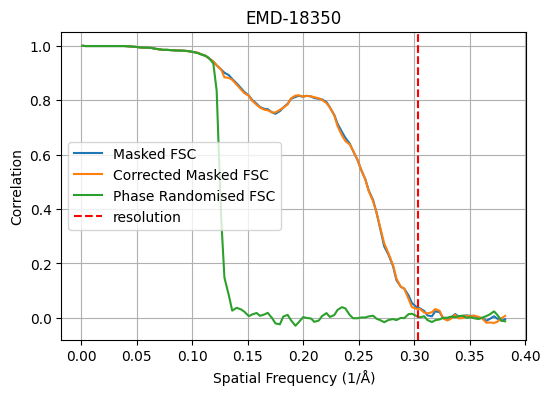 EMD-18350
1.0
0.8
0.6
0.4
0.2
0.0
Correlation
Masked FSC
Corrected Masked FSC
Phase Randomised FSC
resolution
0.00 0.05 0.10 0.15 0.20 0.25 0.30 0.35 0.40
Spatial Frequency (1/Å)